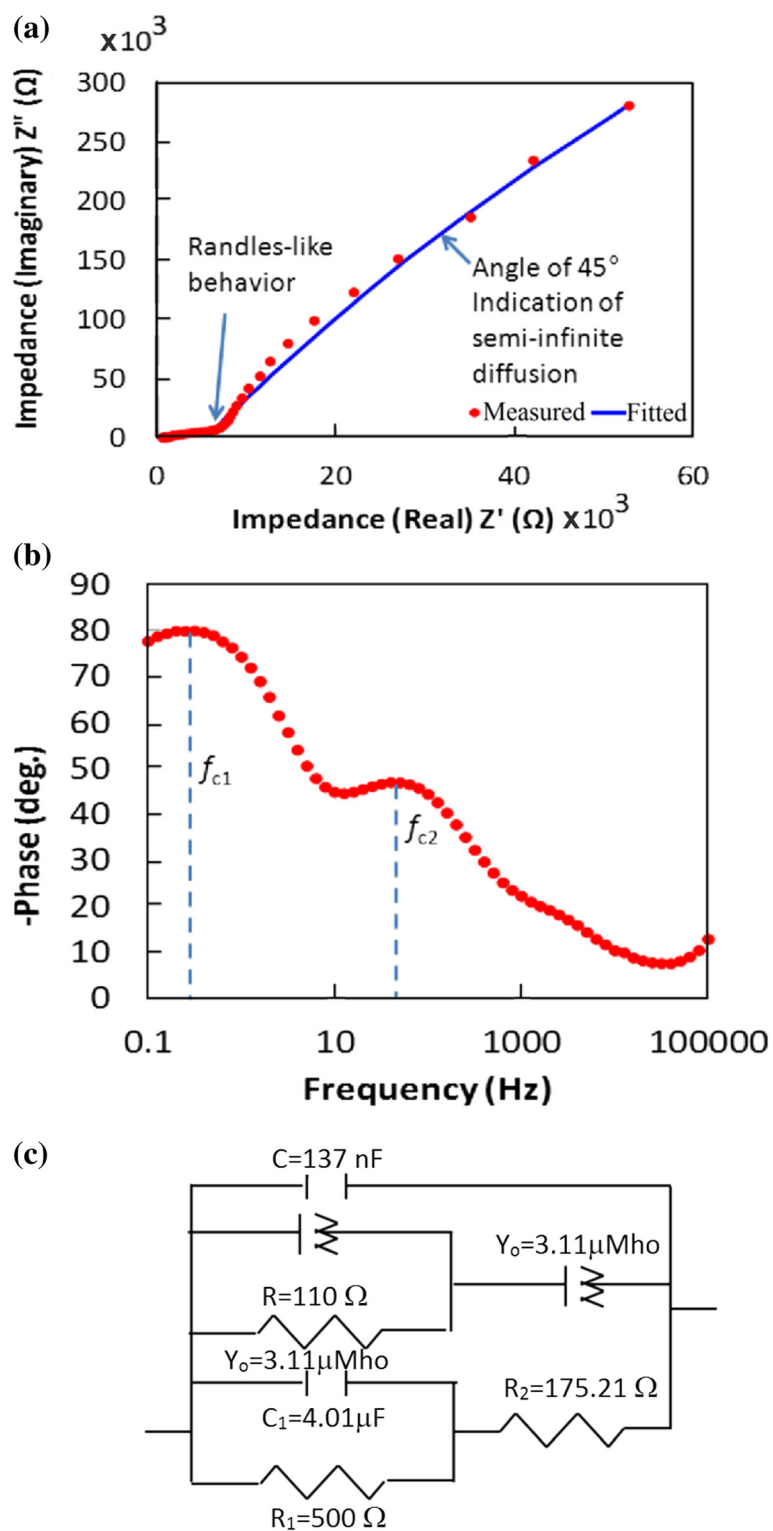 (a)
x10³
Impedance (Imaginary) Z" (Ω)
300
250
200
150
100
50
0
Randles-like
behavior
Angle of 45°
Indication of
semi-infinite
diffusion
Measured
Fitted
0
20
40
60
Impedance (Real) Z' (Ω) x10³
(b)
-Phase (deg.)
90
80
70
60
50
40
30
20
10
0
fc1
fc2
0.1
10
1000
100000
Frequency (Hz)
(c)
C=137 nF
Yo=3.11μMho
R=110 Ω
Yo=3.11μMho
R2=175.21 Ω
C1=4.01μF
R1=500 Ω